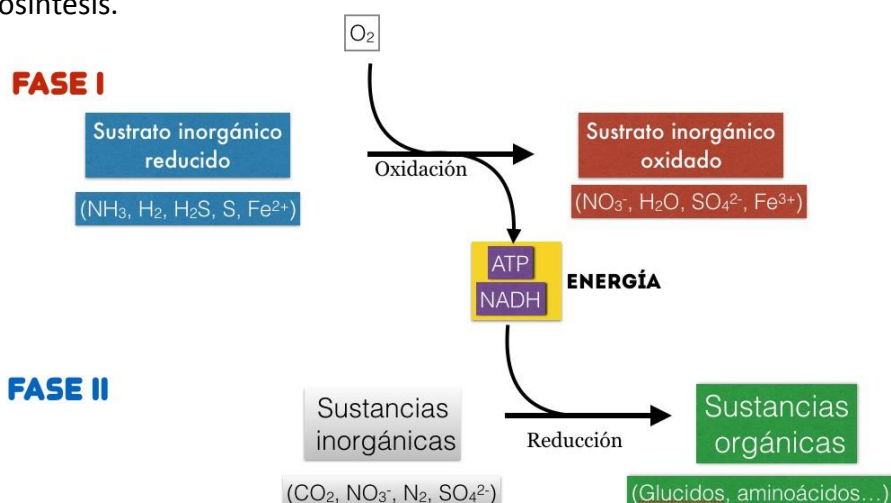 osíntesis.
O₂
FASE I
Sustrato inorgánico
reducido
Oxidación
Sustrato inorgánico
oxidado
(NH₃, H₂, H₂S, S, Fe²⁺)
(NO₃⁻, H₂O, SO₄²⁻, Fe³⁺)
ATP
NADH
ENERGÍA
FASE II
Sustancias
inorgánicas
Reducción
Sustancias
orgánicas
(CO₂, NO₃⁻, N₂, SO₄²⁻)
(Glucidos, aminoácidos...)